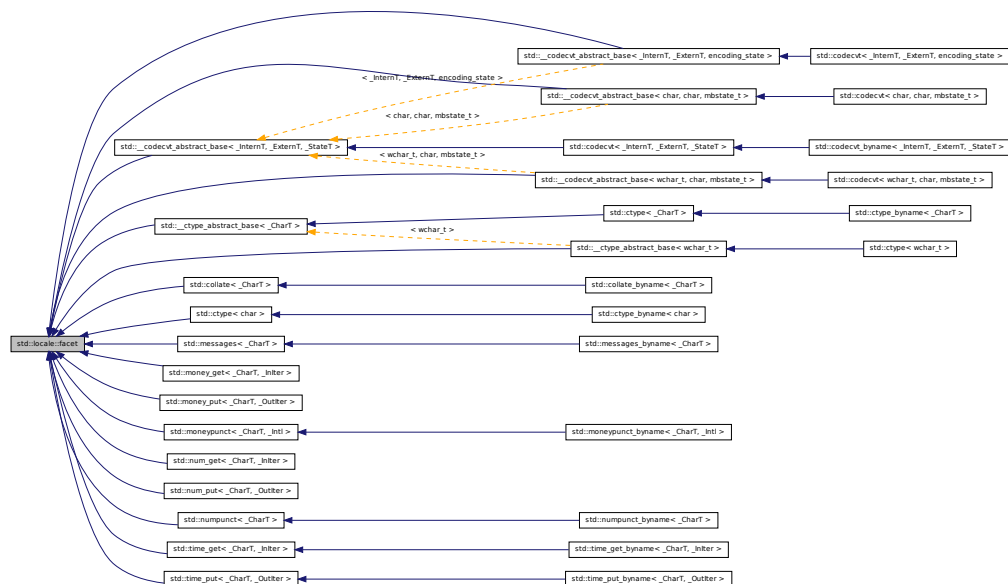 std::__codecvt_abstract_base< _InternT, _ExternT, encoding_state >
std::codecvt< _InternT, _ExternT, encoding_state >
< _InternT, _ExternT, encoding_state >
std::__codecvt_abstract_base< char, char, mbstate_t >
std::codecvt< char, char, mbstate_t >
< char, char, mbstate_t >
std::__codecvt_abstract_base< _InternT, _ExternT, _StateT >
std::codecvt< _InternT, _ExternT, _StateT >
std::codecvt_byname< _InternT, _ExternT, _StateT >
< wchar_t, char, mbstate_t >
std::__codecvt_abstract_base< wchar_t, char, mbstate_t >
std::codecvt< wchar_t, char, mbstate_t >
std::ctype< _CharT >
std::ctype_byname< _CharT >
std::__ctype_abstract_base< _CharT >
< wchar_t >
std::__ctype_abstract_base< wchar_t >
std::ctype< wchar_t >
std::collate< _CharT >
std::collate_byname< _CharT >
std::ctype< char >
std::ctype_byname< char >
std::locale::facet
std::messages< _CharT >
std::messages_byname< _CharT >
std::money_get< _CharT, _InIter >
std::money_put< _CharT, _OutIter >
std::moneypunct< _CharT, _Intl >
std::moneypunct_byname< _CharT, _Intl >
std::num_get< _CharT, _InIter >
std::num_put< _CharT, _OutIter >
std::numpunct< _CharT >
std::numpunct_byname< _CharT >
std::time_get< _CharT, _InIter >
std::time_get_byname< _CharT, _InIter >
std::time_put< _CharT, _OutIter >
std::time_put_byname< _CharT, _OutIter >